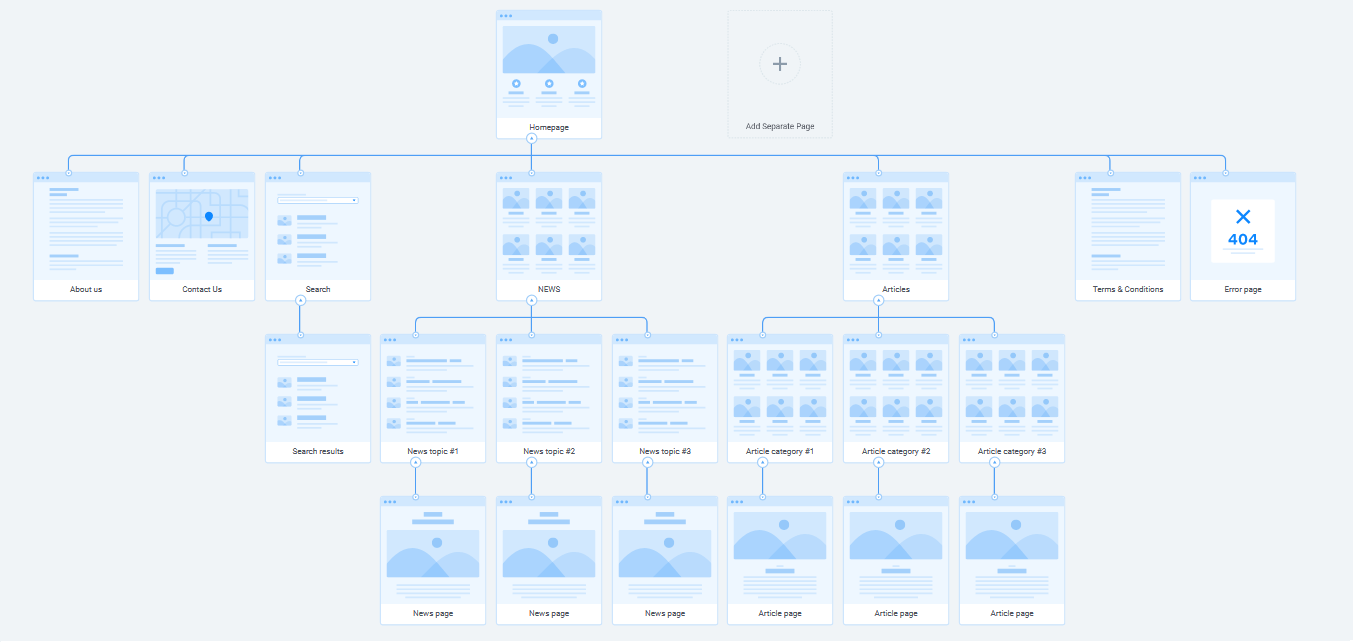 Homepage
Add Separate Page
About us
Contact Us
Search
NEWS
Articles
Terms & Conditions
404
Error page
Search results
News topic #1
News topic #2
News topic #3
Article category #1
Article category #2
Article category #3
News page
News page
News page
Article page
Article page
Article page